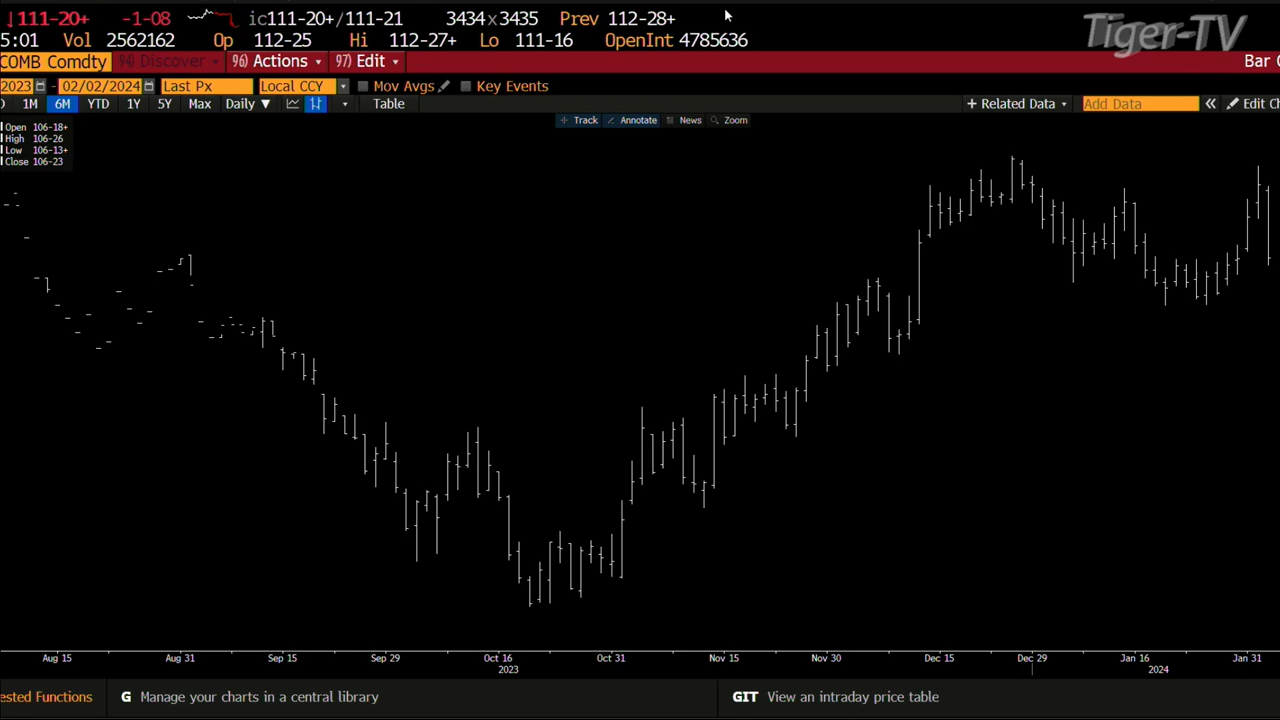 ↓111-20+ -1-08 ic111-20+/111-21 3434x3435 Prev 112-28+
5:01 Vol 2562162 Op 112-25 Hi 112-27+ Lo 111-16 OpenInt 4785636
Tiger-TV
COMB Comdty 94) Discover 96) Actions 97) Edit Bar
2023 - 02/02/2024 Last Px Local CCY Mov Avgs Key Events
1M 6M YTD 1Y 5Y Max Daily ▼ Table + Related Data Add Data « Edit Ch
Track Annotate News Zoom
Open 106-18+
High 106-26
Low 106-13+
Close 106-23
Aug 15 Aug 31 Sep 15 Sep 29 Oct 16 Oct 31 Nov 15 Nov 30 Dec 15 Dec 29 Jan 16 Jan 31
2023 2024
ested Functions G Manage your charts in a central library GIT View an intraday price table